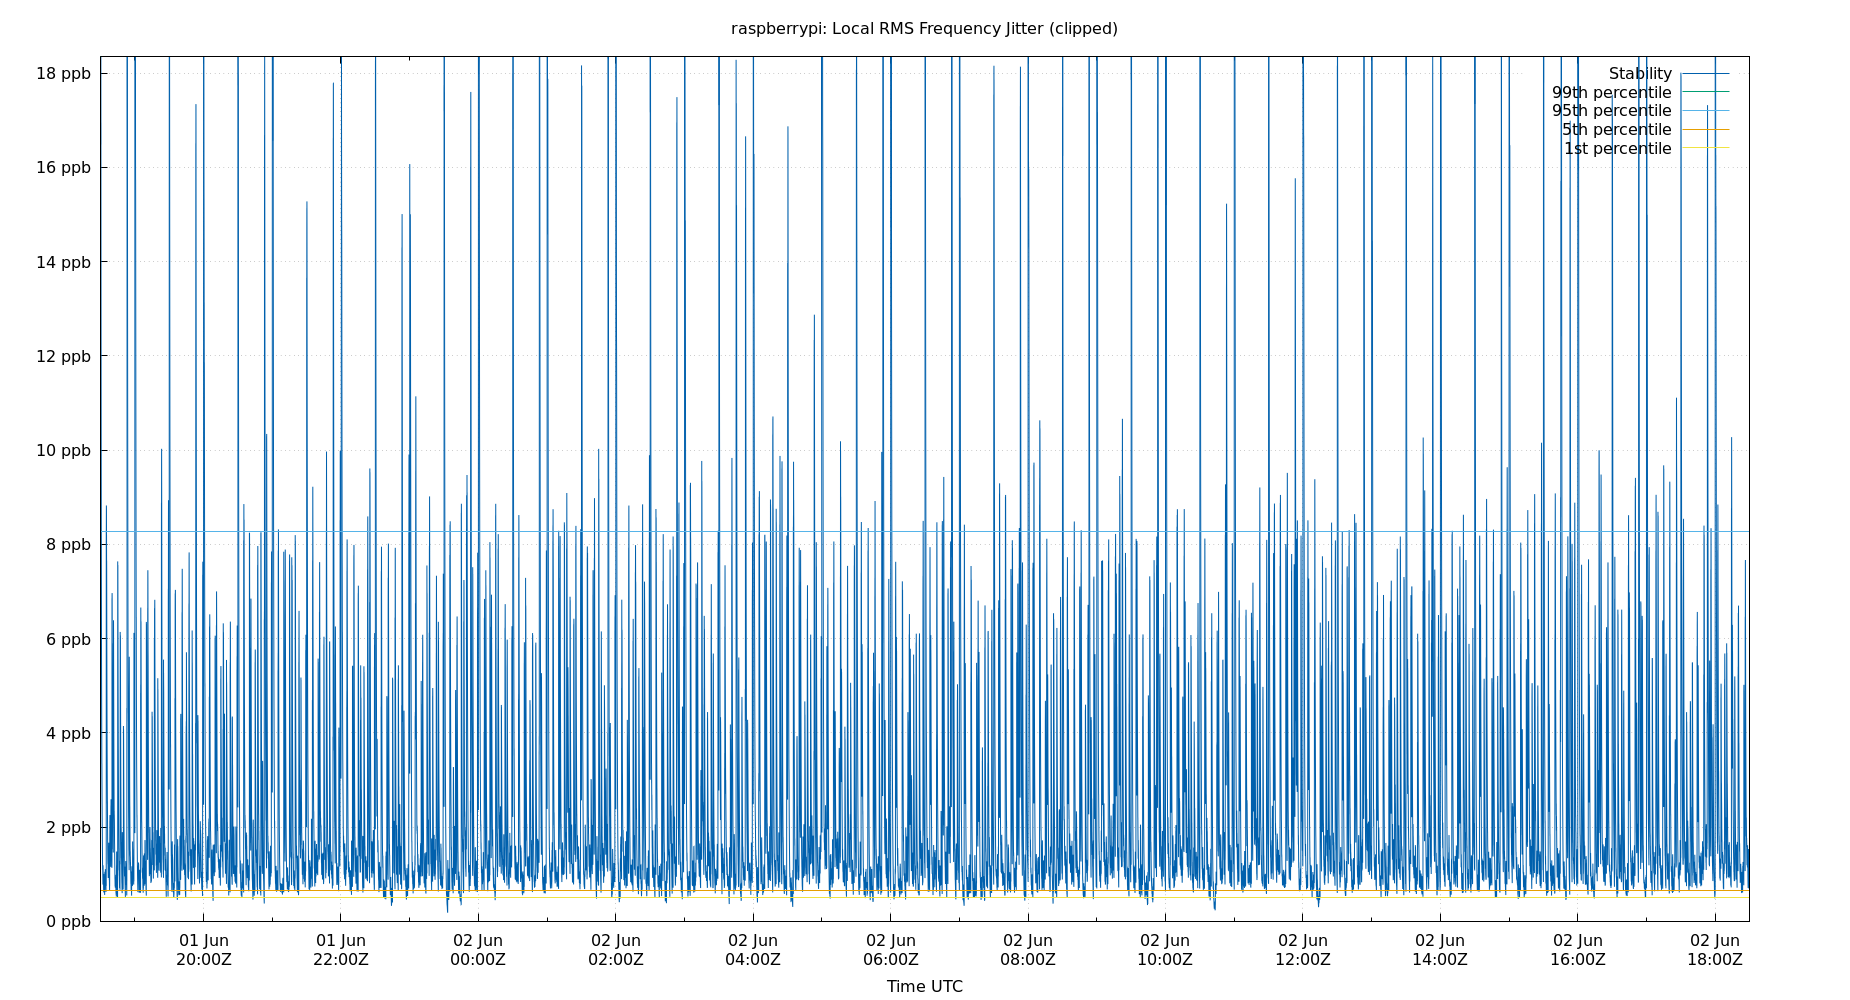 raspberrypi: Local RMS Frequency Jitter (clipped)
18 ppb
16 ppb
14 ppb
12 ppb
10 ppb
8 ppb
6 ppb
4 ppb
2 ppb
0 ppb
Stability
99th percentile
95th percentile
5th percentile
1st percentile
01 Jun 01 Jun 02 Jun 02 Jun 02 Jun 02 Jun 02 Jun 02 Jun 02 Jun 02 Jun 02 Jun 02 Jun
20:00Z 22:00Z 00:00Z 02:00Z 04:00Z 06:00Z 08:00Z 10:00Z 12:00Z 14:00Z 16:00Z 18:00Z
Time UTC